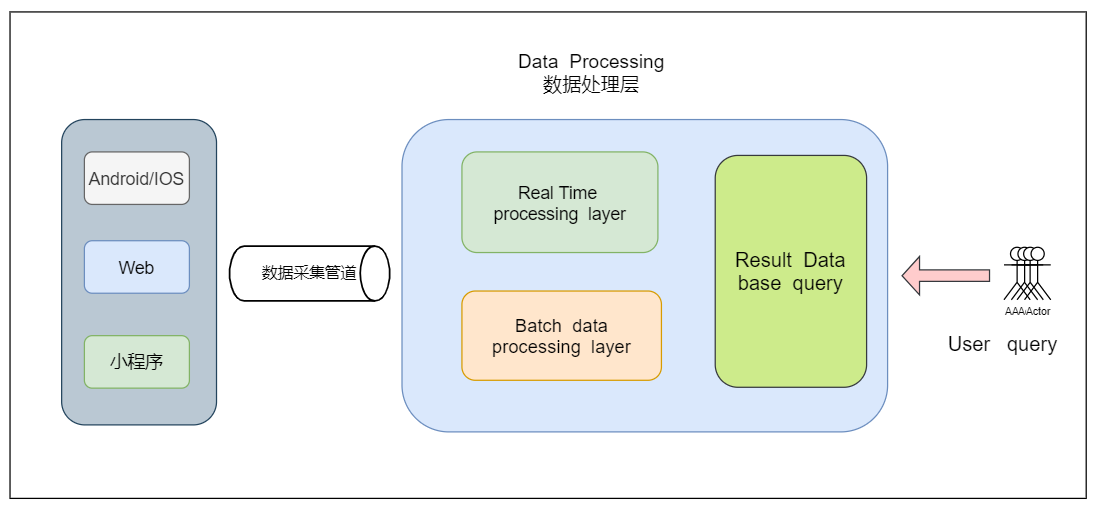 Data Processing
数据处理层
Android/IOS
Web
小程序
数据采集管道
Real Time
processing layer
Batch data
processing layer
Result Data
base query
Actor
User query